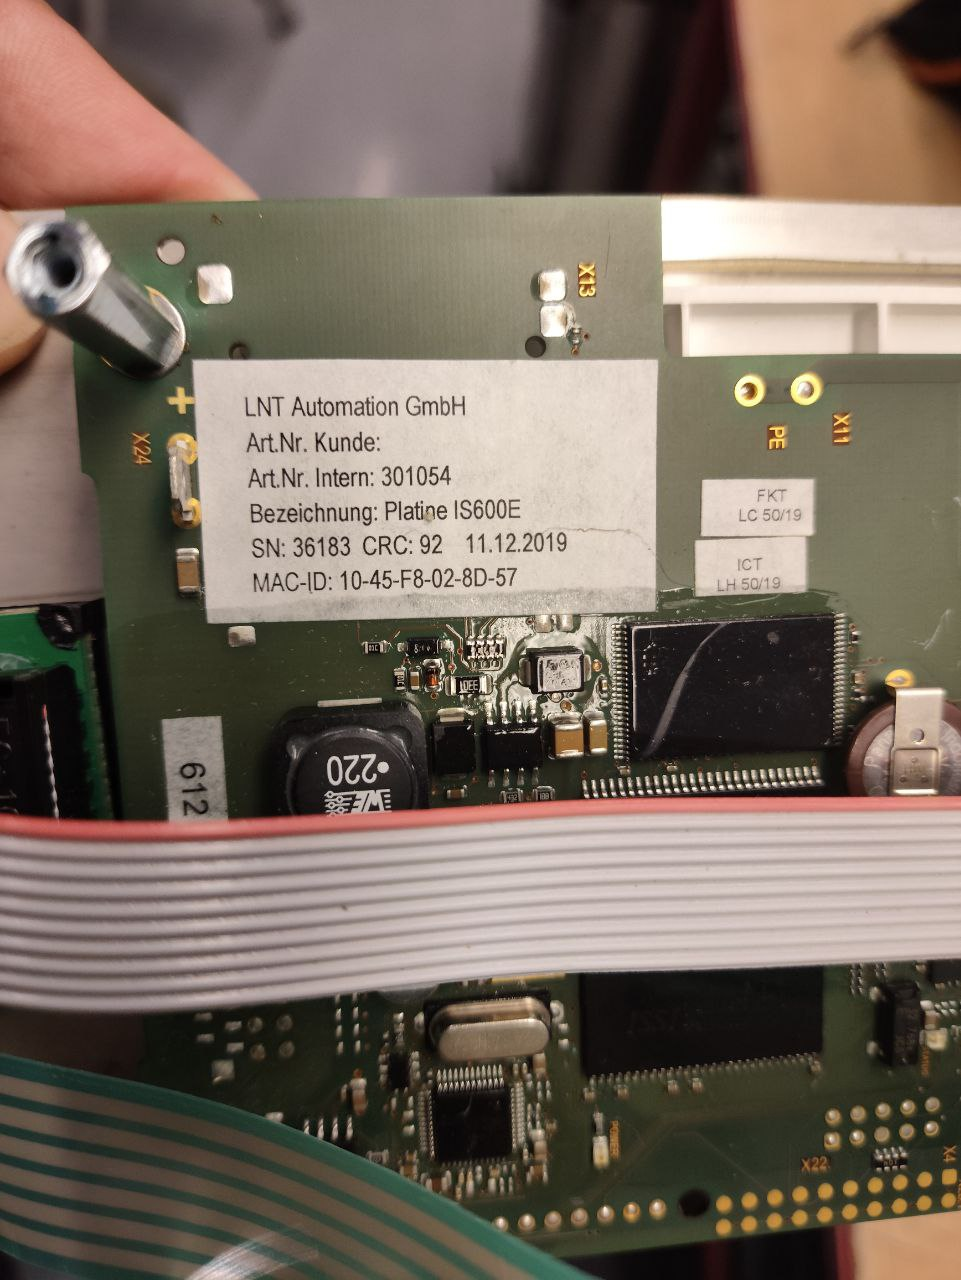 X13
LNT Automation GmbH
Art.Nr. Kunde:
Art.Nr. Intern: 301054
Bezeichnung: Platine IS600E
SN: 36183 CRC: 92 11.12.2019
MAC-ID: 10-45-F8-02-8D-57
+
X24
PE
X11
FKT
LC 50/19
ICT
LH 50/19
612
220
WE
POWER
X22
X4